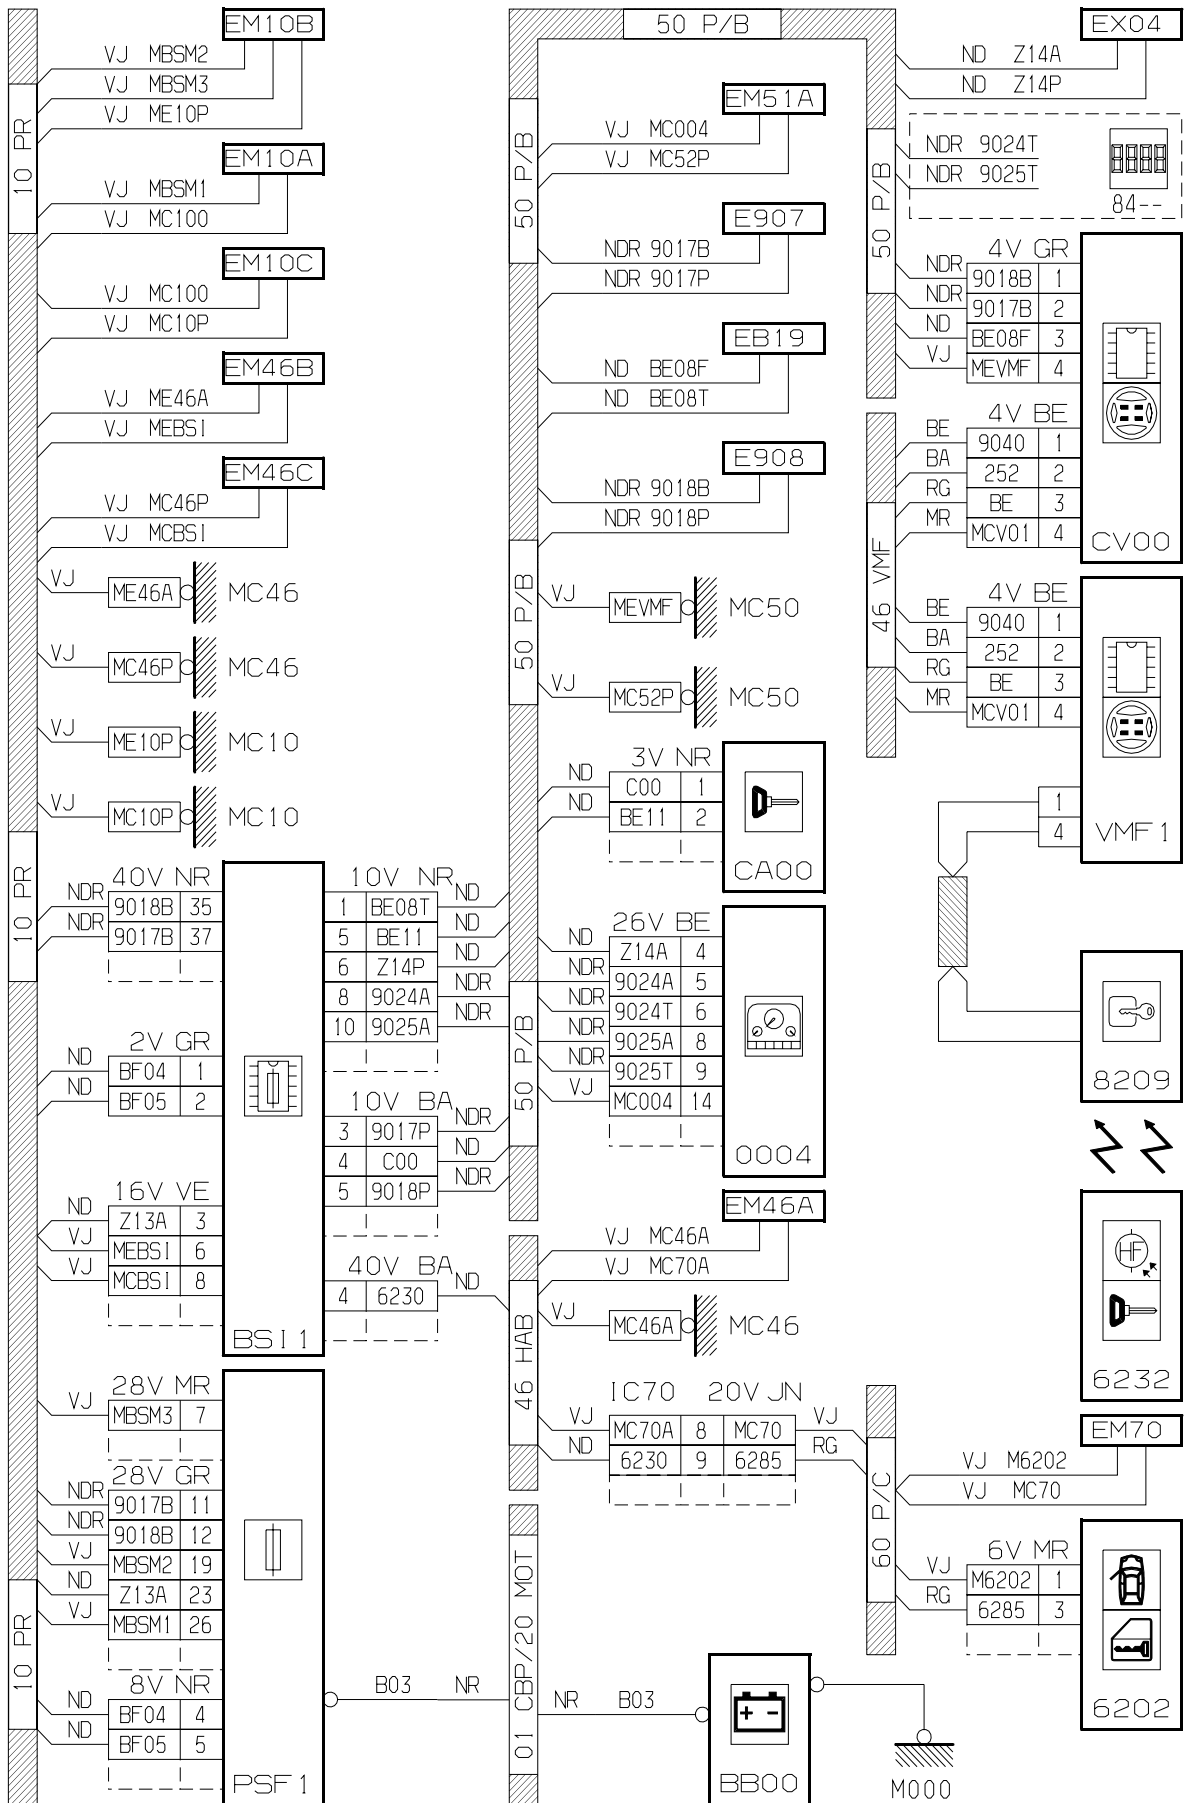 EM10B
VJ MBSM2
VJ MBSM3
VJ ME10P
10 PR
EM10A
VJ MBSM1
VJ MC100
EM10C
VJ MC100
VJ MC10P
EM46B
VJ ME46A
VJ MEBSI
EM46C
VJ MC46P
VJ MCBSI
VJ ME46A MC46
VJ MC46P MC46
VJ ME10P MC10
VJ MC10P MC10
10 PR
40V NR
NDR 9018B 35
NDR 9017B 37
2V GR
ND BF04 1
ND BF05 2
16V VE
ND Z13A 3
VJ MEBSI 6
VJ MCBSI 8
10V NR
1 BE08T ND
5 BE11 ND
6 Z14P ND
8 9024A NDR
10 9025A NDR
10V BA
3 9017P NDR
4 C00 ND
5 9018P NDR
40V BA
4 6230 ND
BSI1
28V MR
VJ MBSM3 7
28V GR
NDR 9017B 11
NDR 9018B 12
VJ MBSM2 19
ND Z13A 23
VJ MBSM1 26
10 PR
8V NR
ND BF04 4
ND BF05 5
PSF1
B03 NR
50 P/B
50 P/B
EM51A
VJ MC004
VJ MC52P
E907
NDR 9017B
NDR 9017P
EB19
ND BE08F
ND BE08T
E908
NDR 9018B
NDR 9018P
50 P/B
VJ MEVMF MC50
VJ MC52P MC50
3V NR
ND C00 1
ND BE11 2
CA00
50 P/B
26V BE
ND Z14A 4
NDR 9024A 5
NDR 9024T 6
NDR 9025A 8
NDR 9025T 9
VJ MC004 14
0004
EM46A
VJ MC46A
VJ MC70A
46 HAB
VJ MC46A MC46
IC70 20V JN
VJ MC70A 8 MC70 VJ
ND 6230 9 6285 RG
01 CBP/20 MOT
NR B03
+ -
BB00
M000
EX04
ND Z14A
ND Z14P
50 P/B
NDR 9024T
NDR 9025T
8888
84--
4V GR
NDR 9018B 1
NDR 9017B 2
ND BE08F 3
VJ MEVMF 4
4V BE
BE 9040 1
BA 252 2
RG BE 3
MR MCV01 4
CV00
46 VMF
4V BE
BE 9040 1
BA 252 2
RG BE 3
MR MCV01 4
1
4
VMF1
8209
HF
6232
EM70
VJ M6202
VJ MC70
60 P/C
6V MR
VJ M6202 1
RG 6285 3
6202